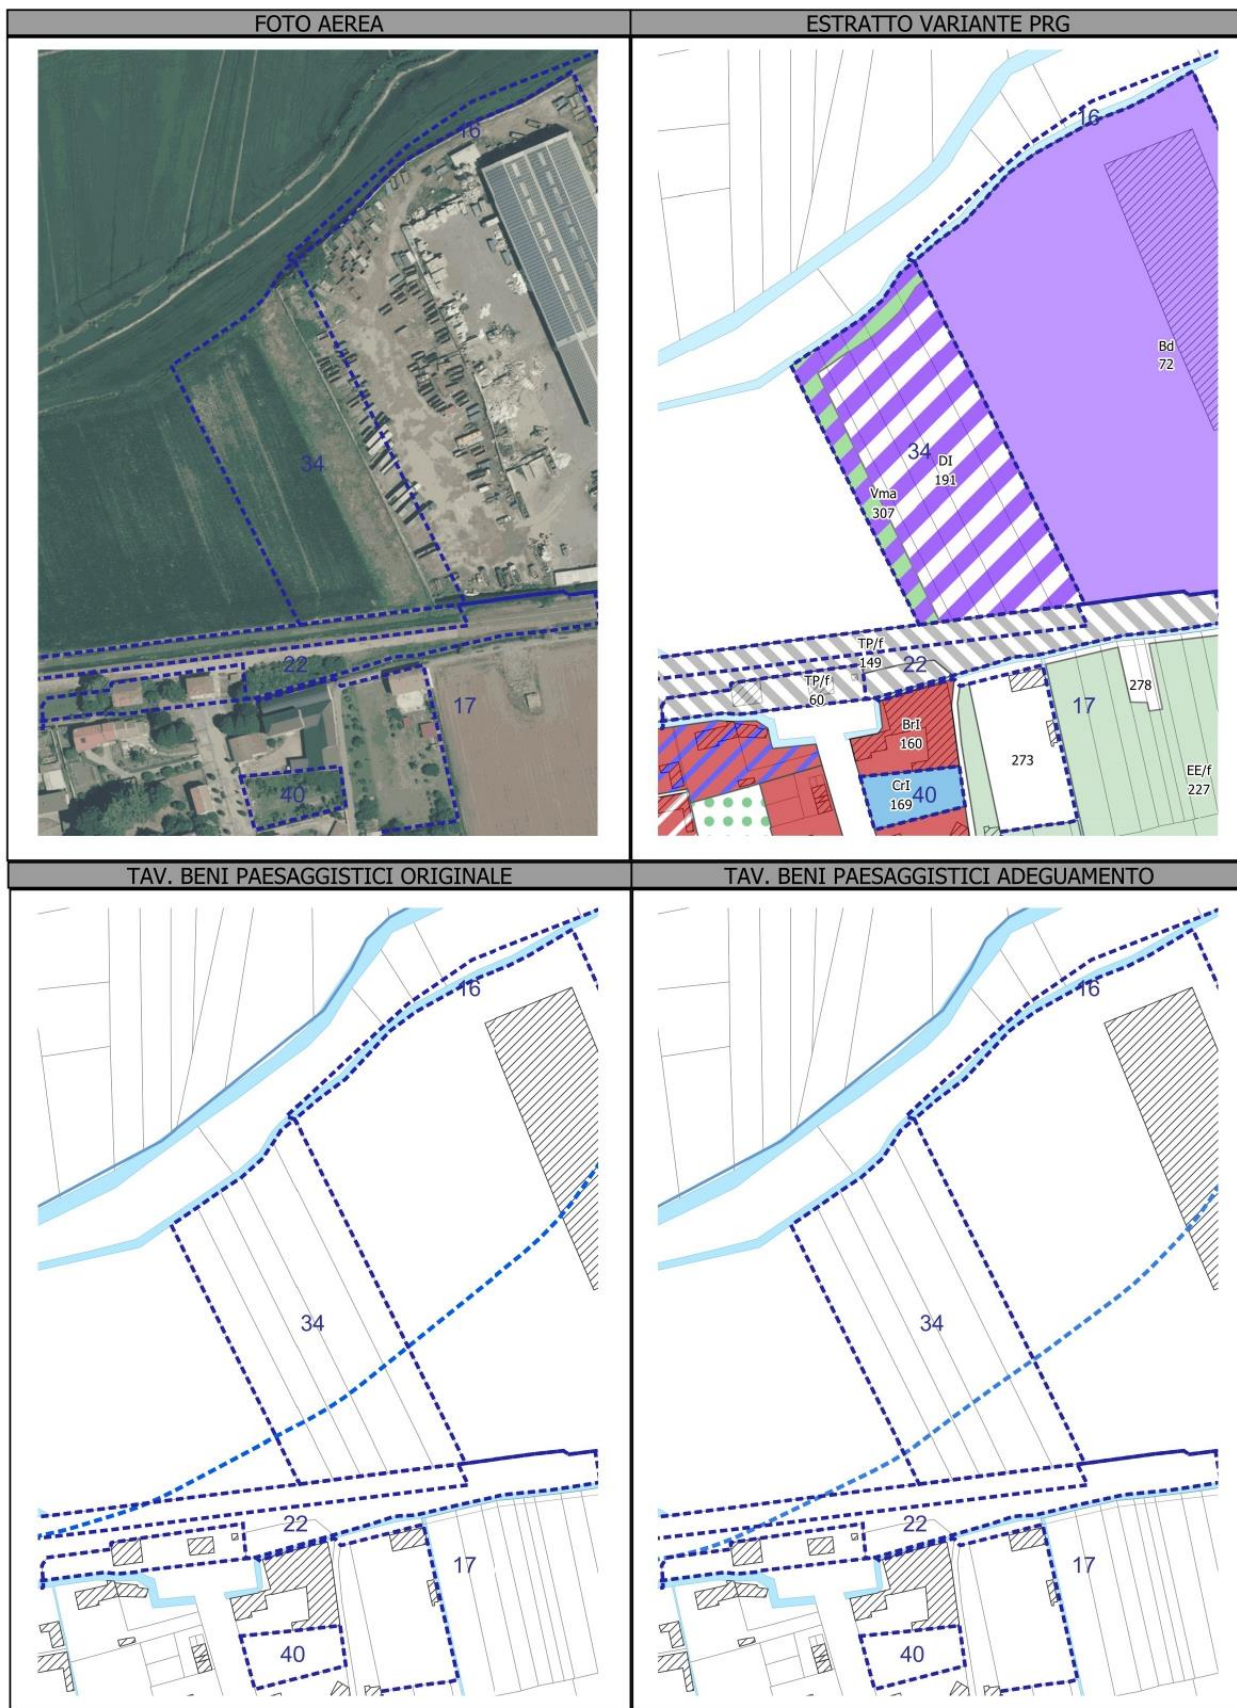 FOTO AEREA
ESTRATTO VARIANTE PRG
16
34
22
17
40
16
Bd
72
34
DI
191
Vma
307
TP/f
149
22
TP/f
60
17
278
BrI
160
273
EE/f
227
CrI
169
40
TAV. BENI PAESAGGISTICI ORIGINALE
TAV. BENI PAESAGGISTICI ADEGUAMENTO
16
34
22
17
40
16
34
22
17
40